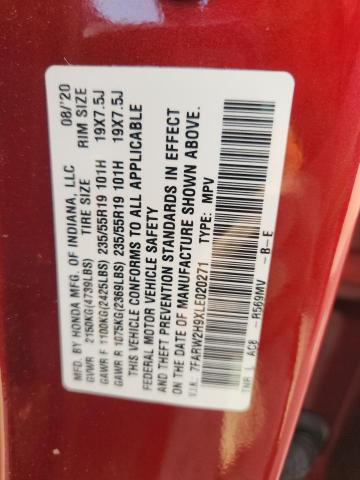 MFD. BY HONDA MFG. OF INDIANA, LLC 08/'20
GVWR 2150KG(4739LBS) TIRE SIZE RIM SIZE
GAWR F 1100KG(2425LBS) 235/55R19 101H 19X7.5J
GAWR R 1075KG(2369LBS) 235/55R19 101H 19X7.5J
THIS VEHICLE CONFORMS TO ALL APPLICABLE
FEDERAL MOTOR VEHICLE SAFETY
AND THEFT PREVENTION STANDARDS IN EFFECT
ON THE DATE OF MANUFACTURE SHOWN ABOVE.
V.I.N. 7FARW2H9XLE020271 TYPE: MPV
TNR L AC8 -R569MV -B-E